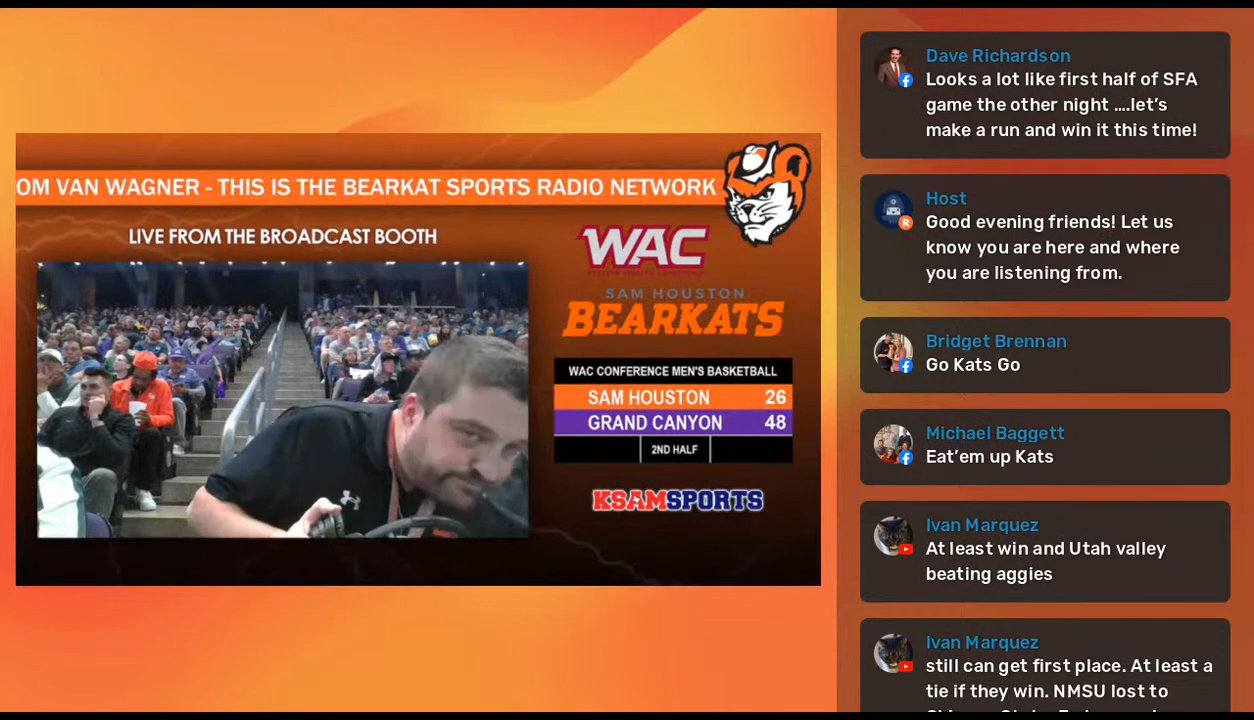 OM VAN WAGNER - THIS IS THE BEARKAT SPORTS RADIO NETWORK
LIVE FROM THE BROADCAST BOOTH
WAC
SAM HOUSTON
BEARKATS
WAC CONFERENCE MEN'S BASKETBALL
SAM HOUSTON 26
GRAND CANYON 48
2ND HALF
KSAMSPORTS
Dave Richardson
Looks a lot like first half of SFA
game the other night ….let’s
make a run and win it this time!
Host
Good evening friends! Let us
know you are here and where
you are listening from.
Bridget Brennan
Go Kats Go
Michael Baggett
Eat’em up Kats
Ivan Marquez
At least win and Utah valley
beating aggies
Ivan Marquez
still can get first place. At least a
tie if they win. NMSU lost to